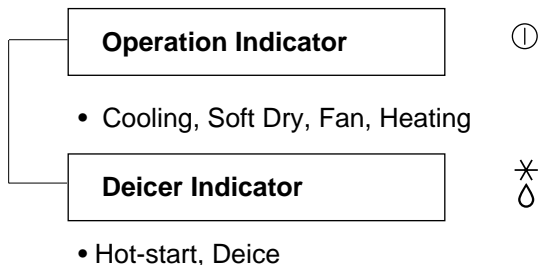 Operation Indicator
• Cooling, Soft Dry, Fan, Heating
Deicer Indicator
• Hot-start, Deice